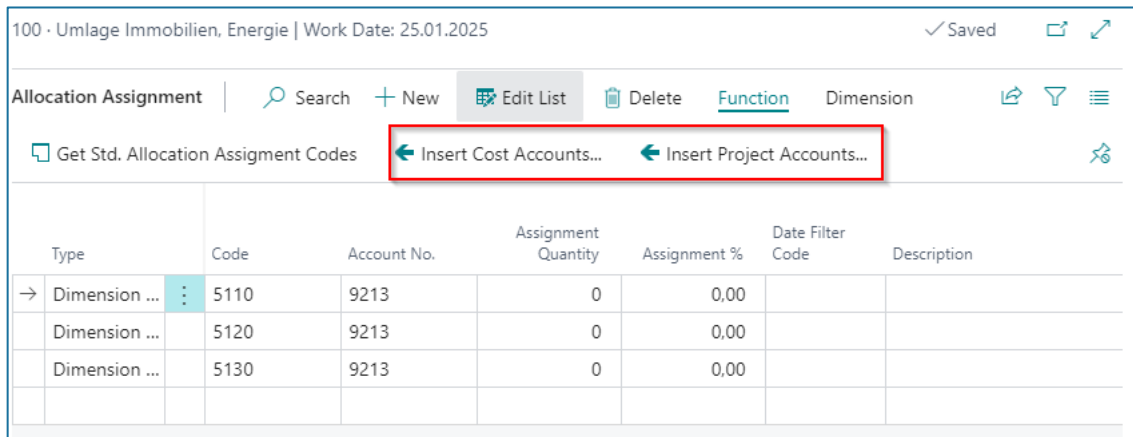 100 · Umlage Immobilien, Energie | Work Date: 25.01.2025 Saved
Allocation Assignment Search New Edit List Delete Function Dimension
Get Std. Allocation Assigment Codes Insert Cost Accounts... Insert Project Accounts...
Type Code Account No. Assignment Quantity Assignment % Date Filter Code Description
Dimension ... 5110 9213 0 0,00
Dimension ... 5120 9213 0 0,00
Dimension ... 5130 9213 0 0,00